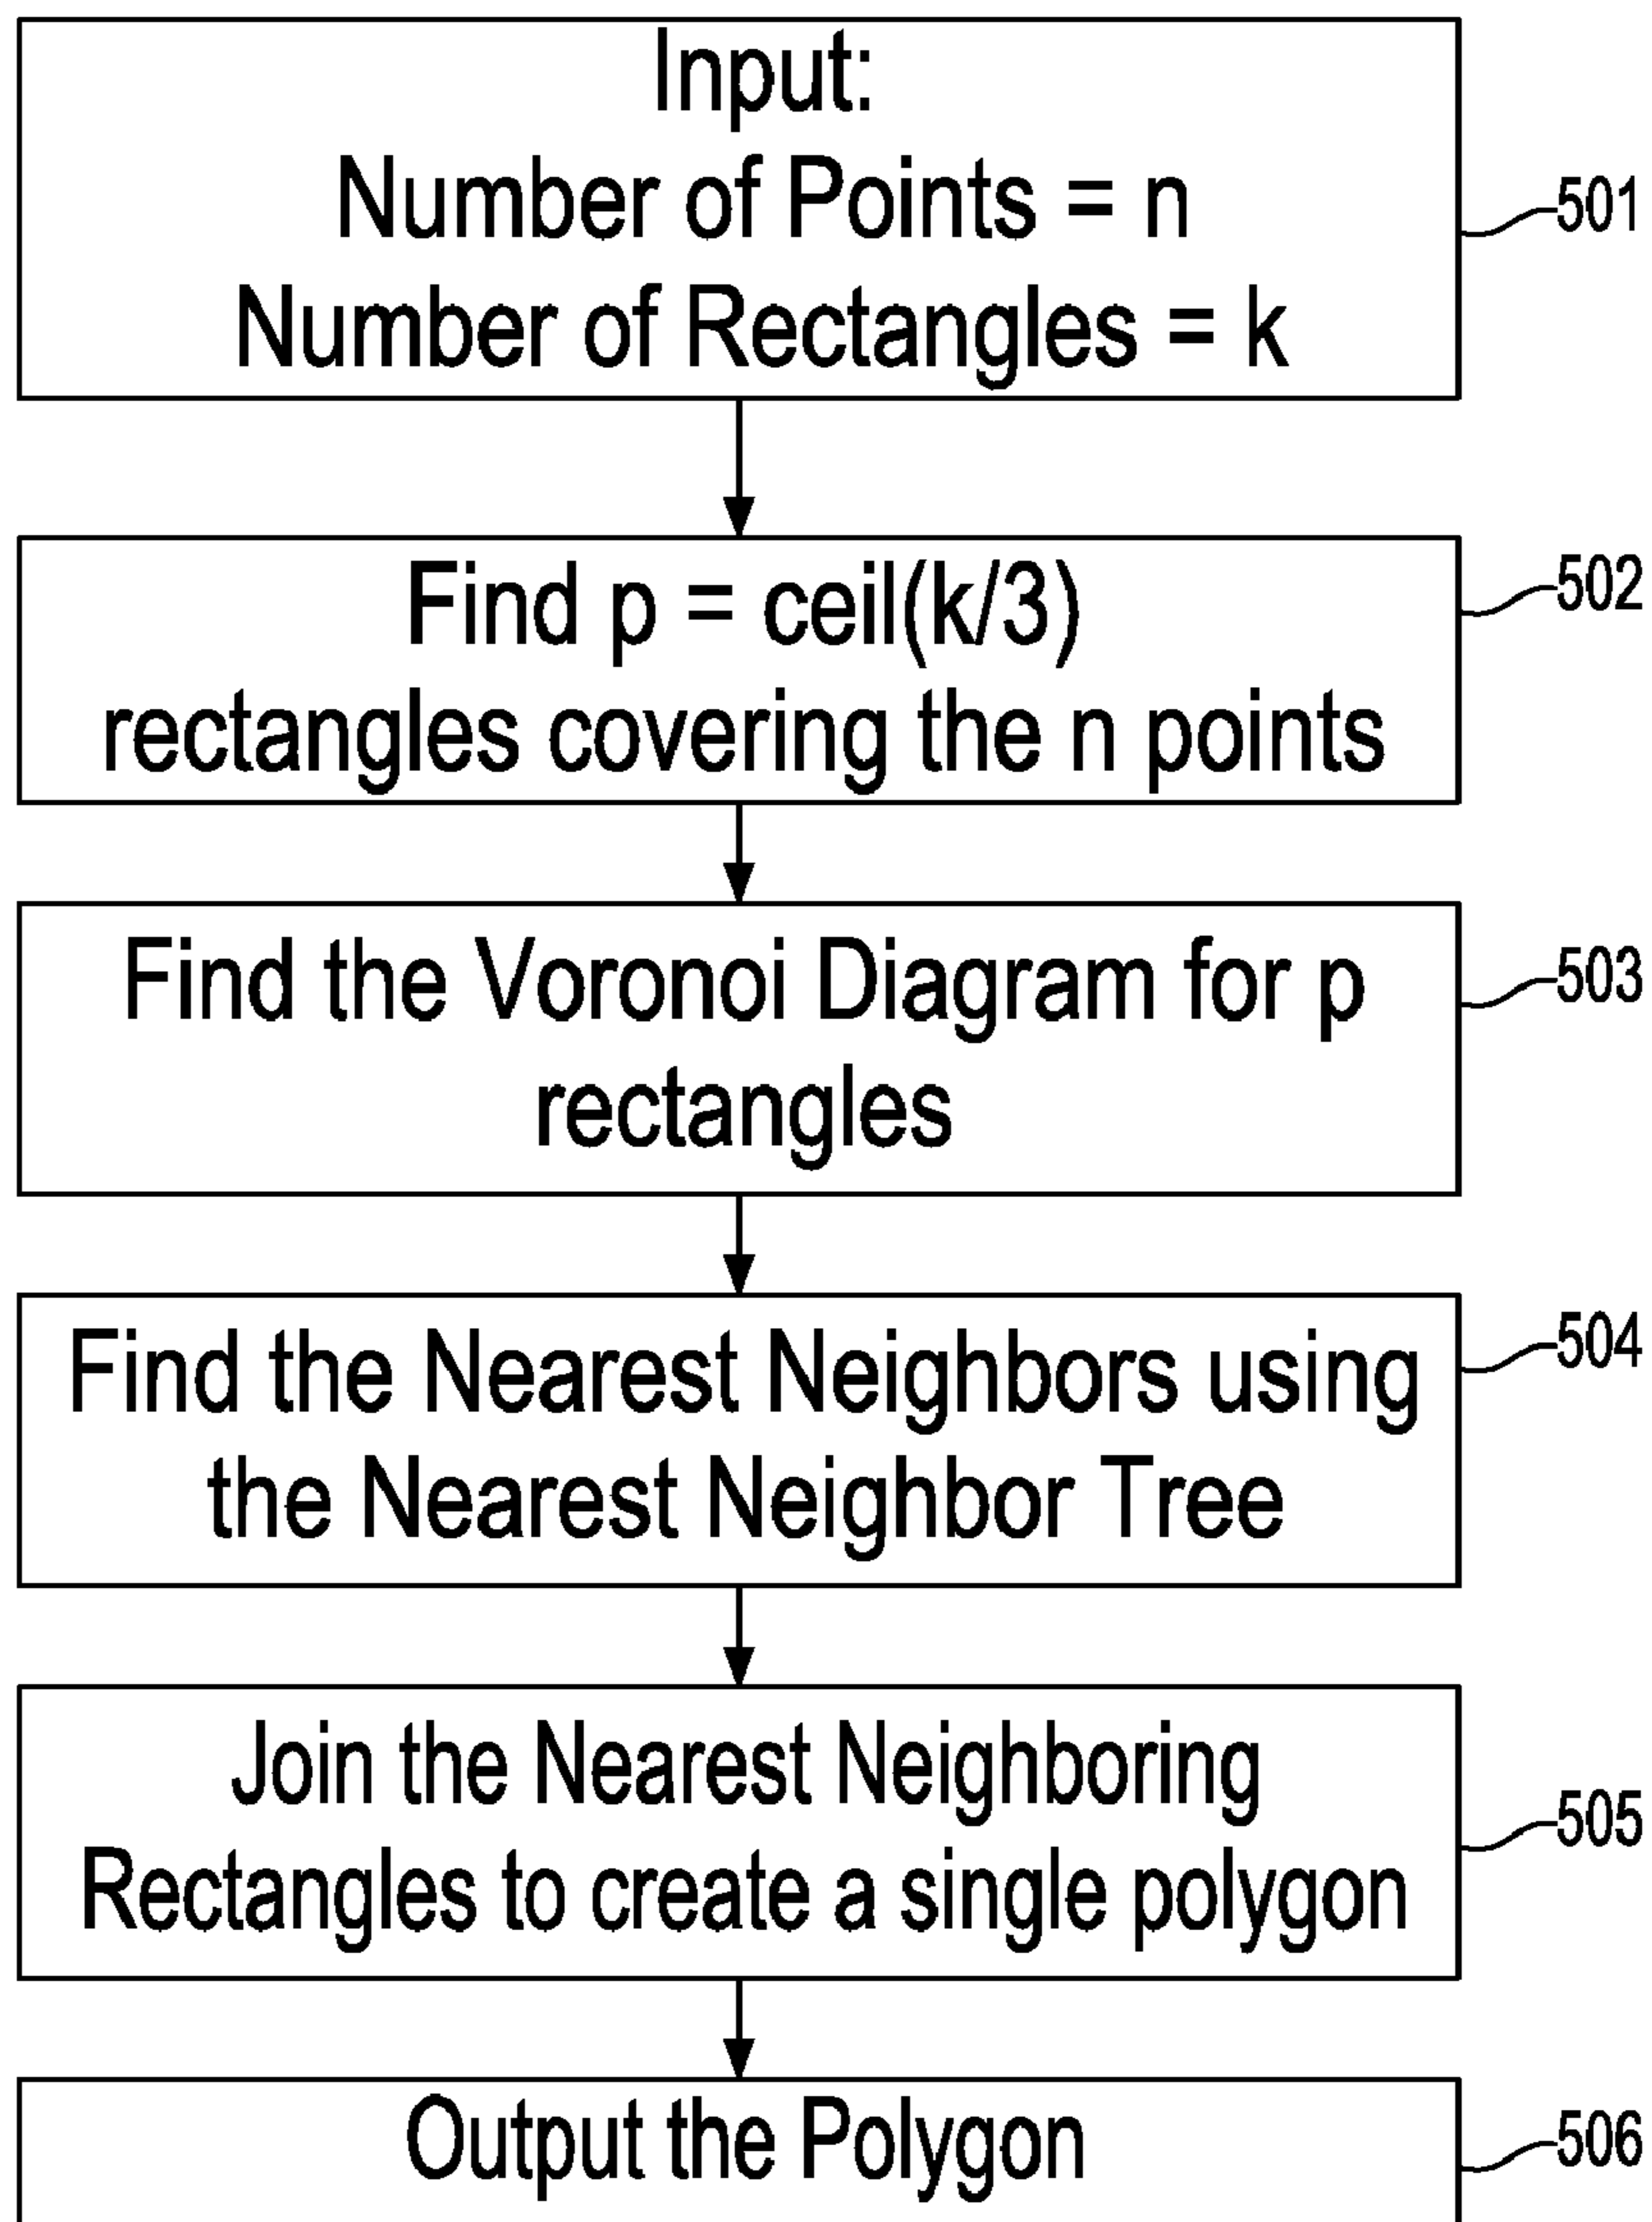 Input:
Number of Points = n
Number of Rectangles = k
501
Find p = ceil(k/3)
rectangles covering the n points
502
Find the Voronoi Diagram for p
rectangles
503
Find the Nearest Neighbors using
the Nearest Neighbor Tree
504
Join the Nearest Neighboring
Rectangles to create a single polygon
505
Output the Polygon
506